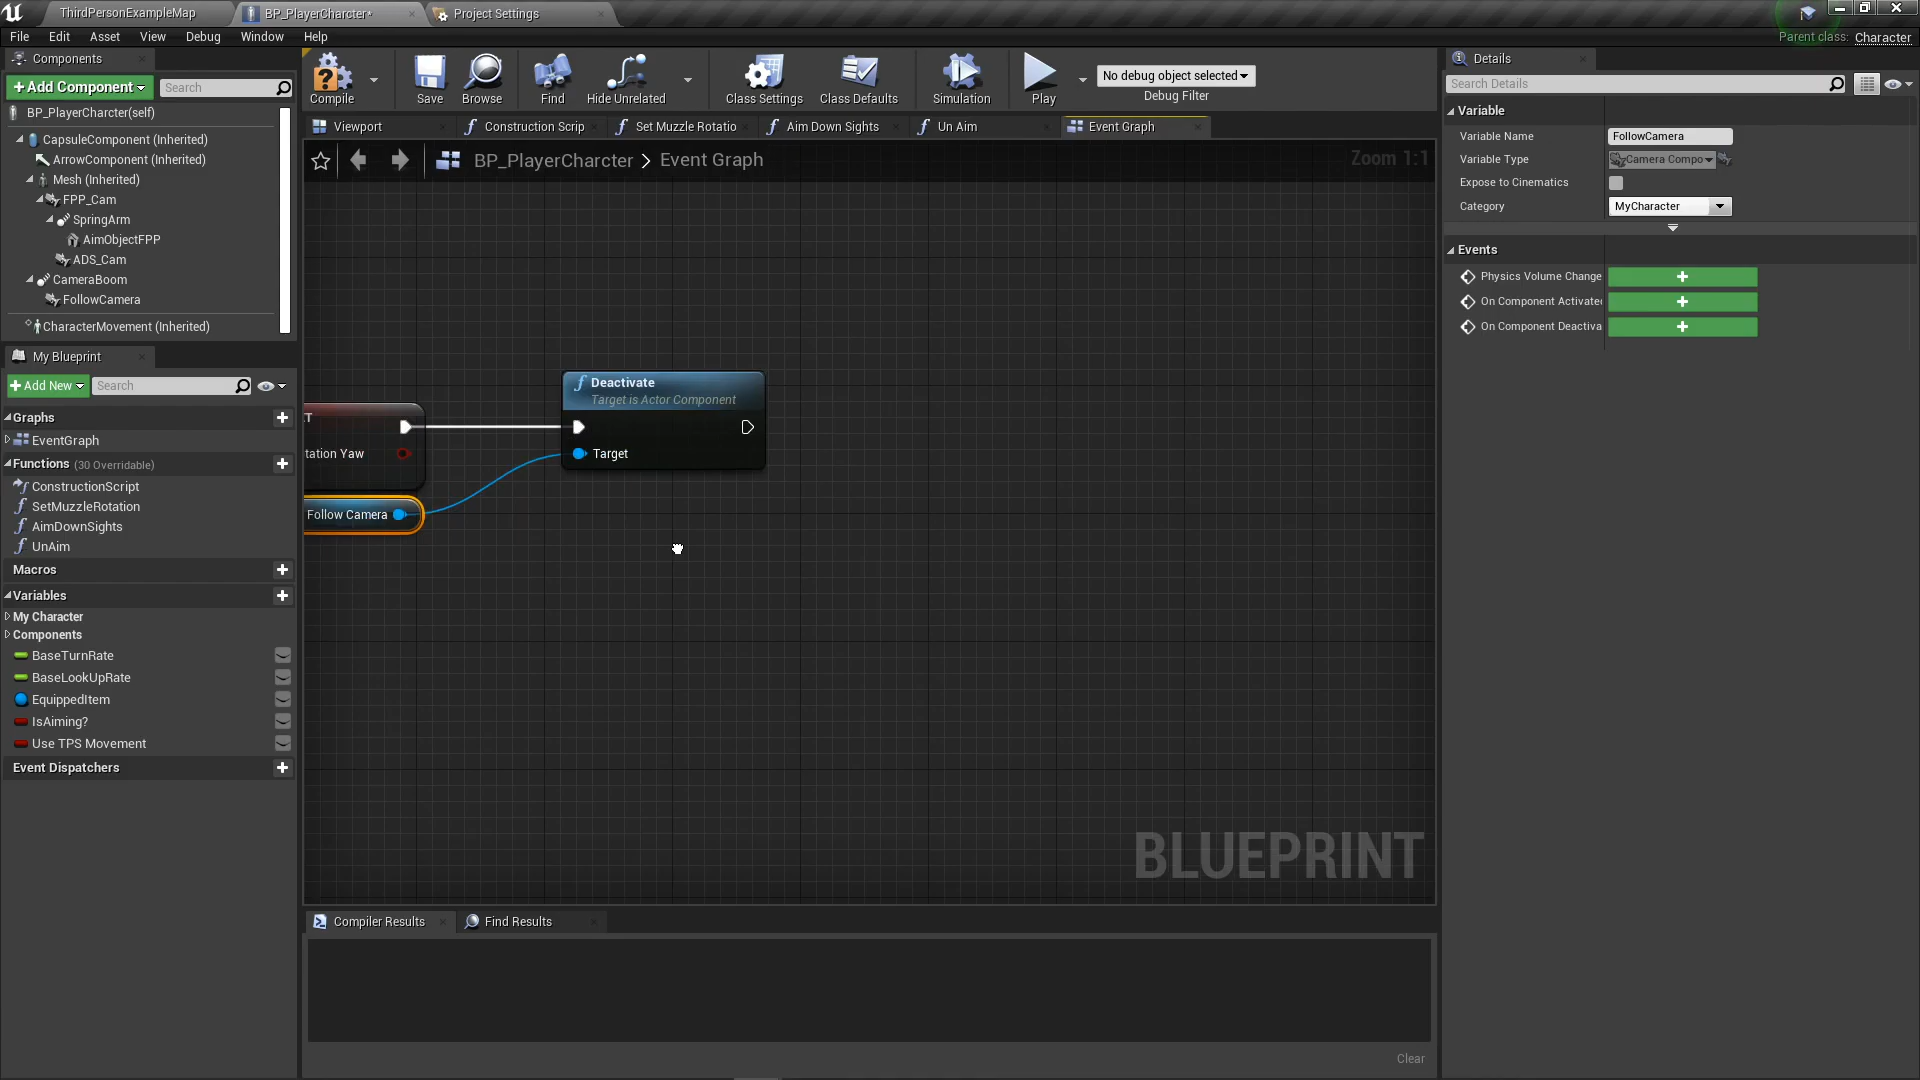 ThirdPersonExampleMap
BP_PlayerCharcter*
Project Settings
File Edit Asset View Debug Window Help
Parent class: Character
Components
+Add Component
Search
BP_PlayerCharcter(self)
CapsuleComponent (Inherited)
ArrowComponent (Inherited)
Mesh (Inherited)
FPP_Cam
SpringArm
AimObjectFPP
ADS_Cam
CameraBoom
FollowCamera
CharacterMovement (Inherited)
My Blueprint
+Add New
Search
Graphs
EventGraph
Functions (30 Overridable)
ConstructionScript
SetMuzzleRotation
AimDownSights
UnAim
Macros
Variables
My Character
Components
BaseTurnRate
BaseLookUpRate
EquippedItem
IsAiming?
Use TPS Movement
Event Dispatchers
Compile
Save
Browse
Find
Hide Unrelated
Class Settings
Class Defaults
Simulation
Play
No debug object selected
Debug Filter
Viewport
Construction Scrip
Set Muzzle Rotatio
Aim Down Sights
Un Aim
Event Graph
BP_PlayerCharcter > Event Graph
Zoom 1:1
T
tation Yaw
Follow Camera
Deactivate
Target is Actor Component
Target
BLUEPRINT
Compiler Results
Find Results
Clear
Details
Search Details
Variable
Variable Name FollowCamera
Variable Type Camera Compo
Expose to Cinematics
Category MyCharacter
Events
Physics Volume Change
On Component Activate
On Component Deactiva